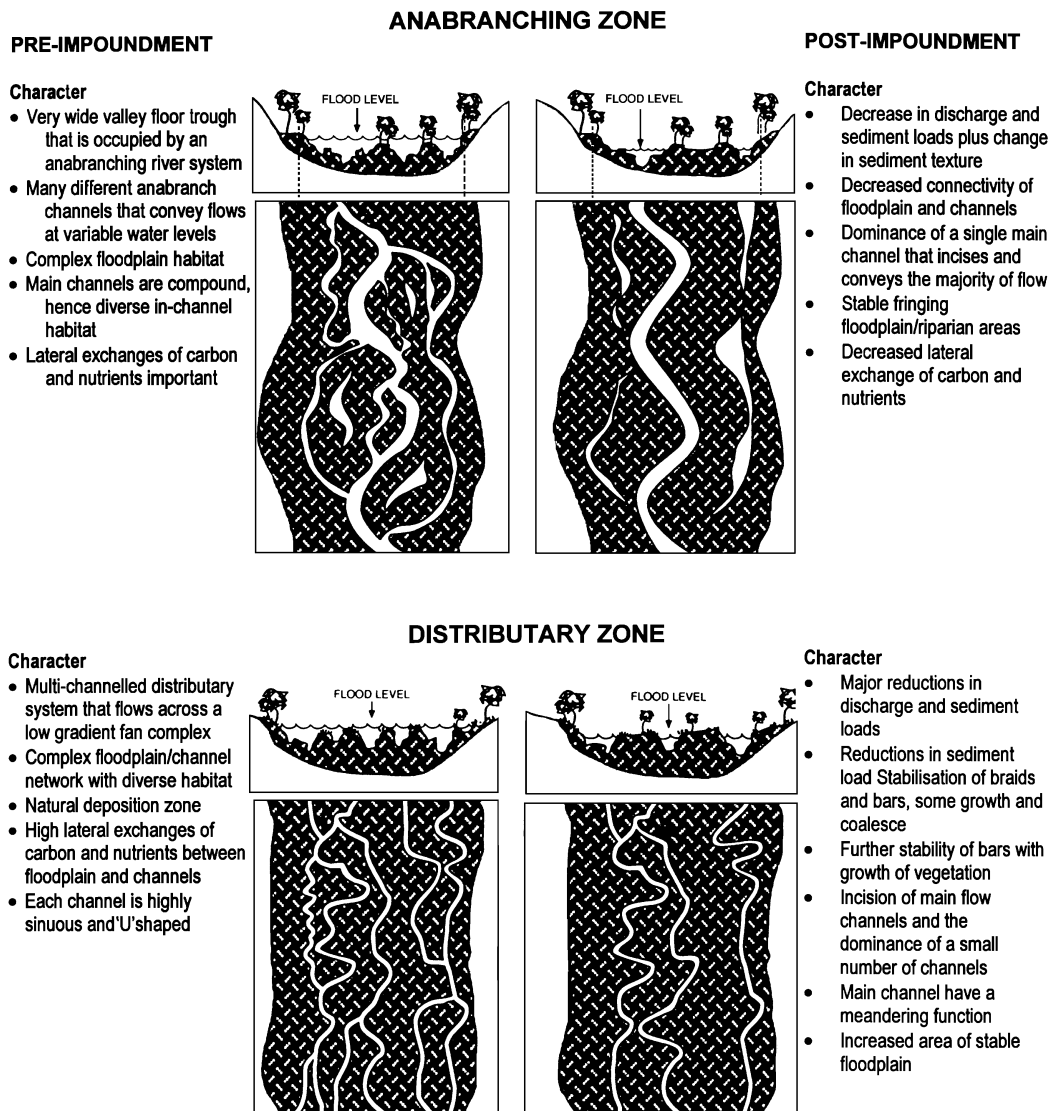 ANABRANCHING ZONE
PRE-IMPOUNDMENT
Character
• Very wide valley floor trough
that is occupied by an
anabranching river system
• Many different anabranch
channels that convey flows
at variable water levels
• Complex floodplain habitat
• Main channels are compound,
hence diverse in-channel
habitat
• Lateral exchanges of carbon
and nutrients important
FLOOD LEVEL
FLOOD LEVEL
POST-IMPOUNDMENT
Character
• Decrease in discharge and
sediment loads plus change
in sediment texture
• Decreased connectivity of
floodplain and channels
• Dominance of a single main
channel that incises and
conveys the majority of flow
• Stable fringing
floodplain/riparian areas
• Decreased lateral
exchange of carbon and
nutrients
DISTRIBUTARY ZONE
Character
• Multi-channelled distributary
system that flows across a
low gradient fan complex
• Complex floodplain/channel
network with diverse habitat
• Natural deposition zone
• High lateral exchanges of
carbon and nutrients between
floodplain and channels
• Each channel is highly
sinuous and'U'shaped
FLOOD LEVEL
FLOOD LEVEL
Character
• Major reductions in
discharge and sediment
loads
• Reductions in sediment
load Stabilisation of braids
and bars, some growth and
coalesce
• Further stability of bars with
growth of vegetation
• Incision of main flow
channels and the
dominance of a small
number of channels
• Main channel have a
meandering function
• Increased area of stable
floodplain